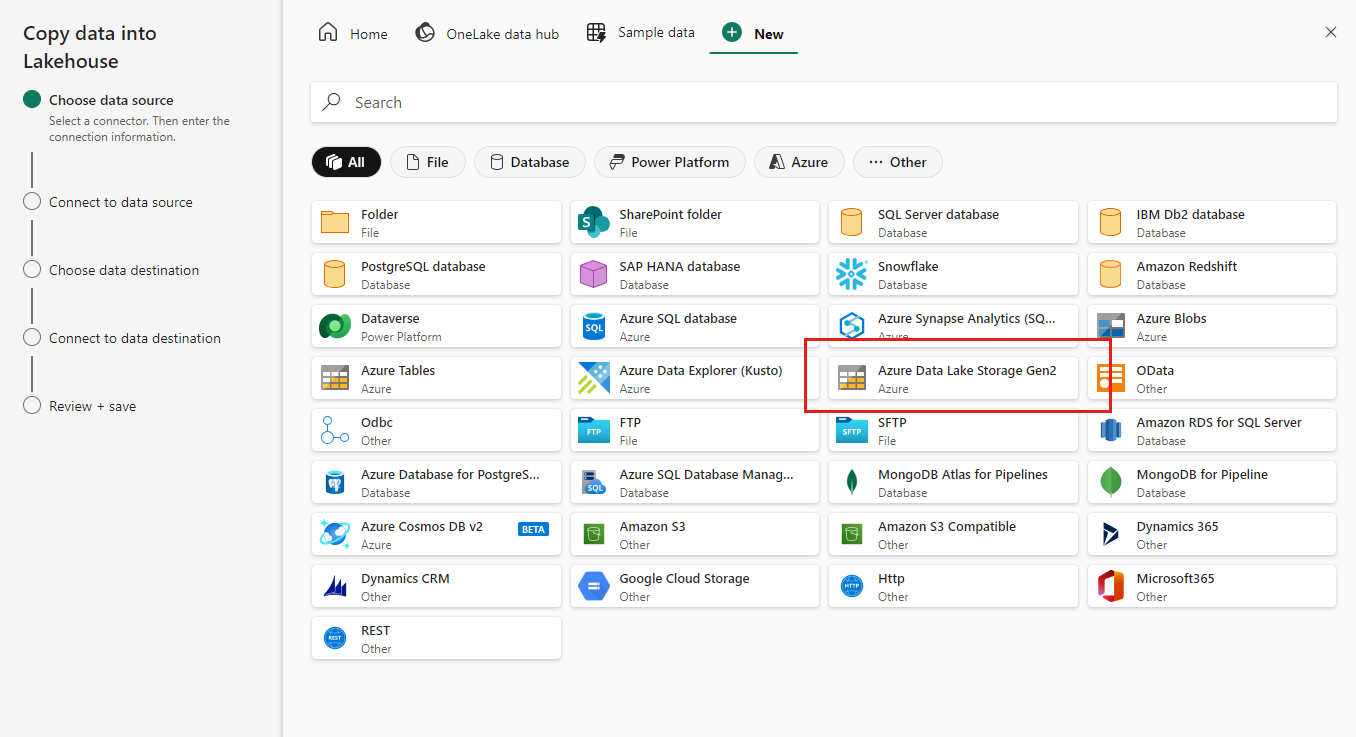 Copy data into
Lakehouse
Choose data source
Select a connector. Then enter the
connection information.
Connect to data source
Choose data destination
Connect to data destination
Review + save
Home
OneLake data hub
Sample data
New
Search
All
File
Database
Power Platform
Azure
Other
Folder
File
SharePoint folder
File
SQL Server database
Database
IBM Db2 database
Database
PostgreSQL database
Database
SAP HANA database
Database
Snowflake
Database
Amazon Redshift
Database
Dataverse
Power Platform
SQL
Azure SQL database
Azure
Azure Synapse Analytics (SQ...
Azure
Azure Blobs
Azure
Azure Tables
Azure
Azure Data Explorer (Kusto)
Azure
Azure Data Lake Storage Gen2
Azure
OData
Other
Odbc
Other
FTP
FTP
File
SFTP
SFTP
File
Amazon RDS for SQL Server
Database
Azure Database for PostgreS...
Database
SQL
Azure SQL Database Manag...
Database
MongoDB Atlas for Pipelines
Database
MongoDB for Pipeline
Database
Azure Cosmos DB v2
Azure
BETA
Amazon S3
Other
Amazon S3 Compatible
Other
Dynamics 365
Other
Dynamics CRM
Other
Google Cloud Storage
Other
HTTP
Http
Other
Microsoft365
Other
REST
REST
Other